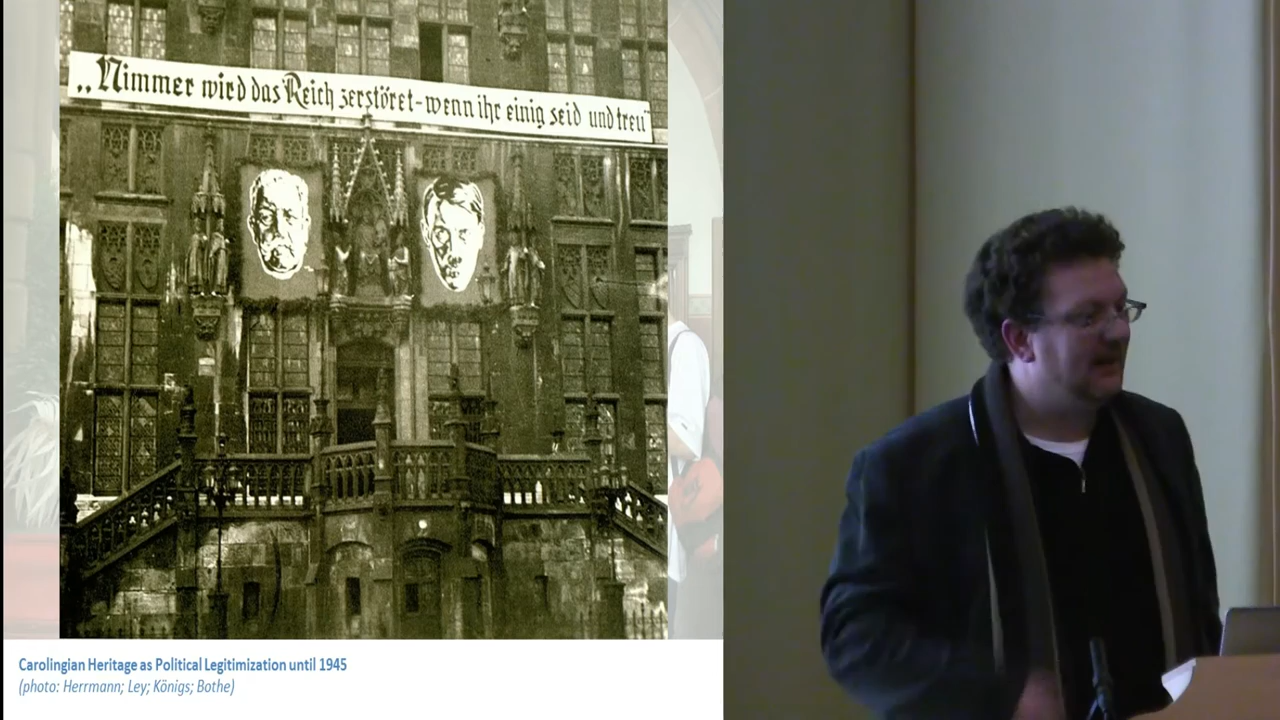 „Nimmer wird das Reich zerstöret-wenn ihr einig seid und treu"
Carolingian Heritage as Political Legitimization until 1945
(photo: Herrmann; Ley; Königs; Bothe)